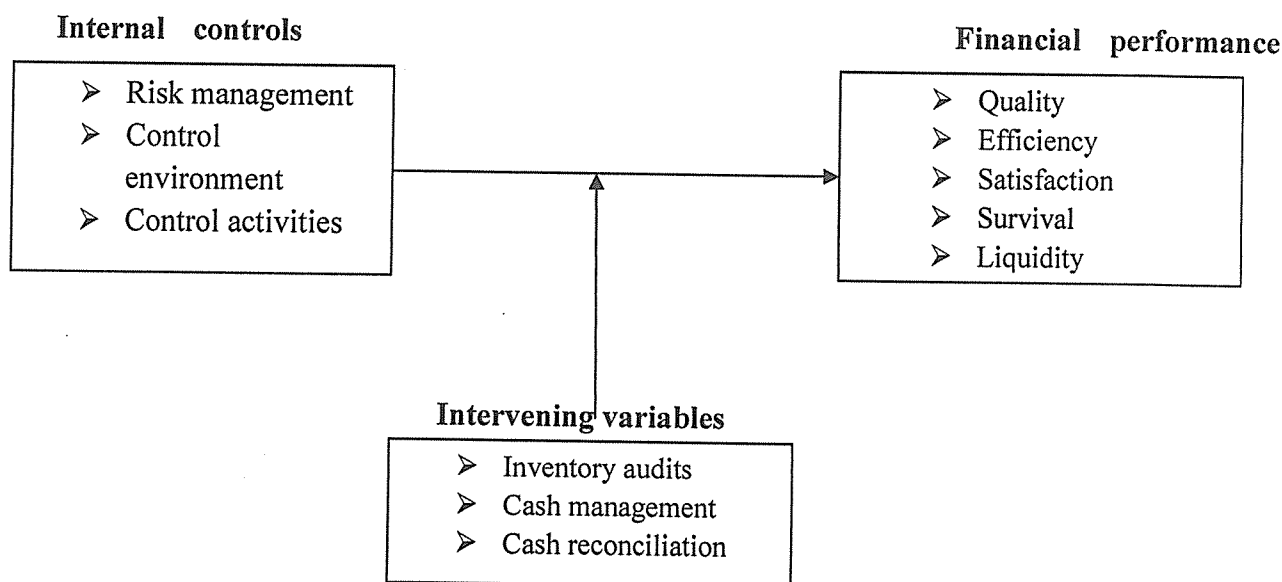 Internal controls
➢ Risk management
➢ Control
environment
➢ Control activities
Financial performance
➢ Quality
➢ Efficiency
➢ Satisfaction
➢ Survival
➢ Liquidity
Intervening variables
➢ Inventory audits
➢ Cash management
➢ Cash reconciliation